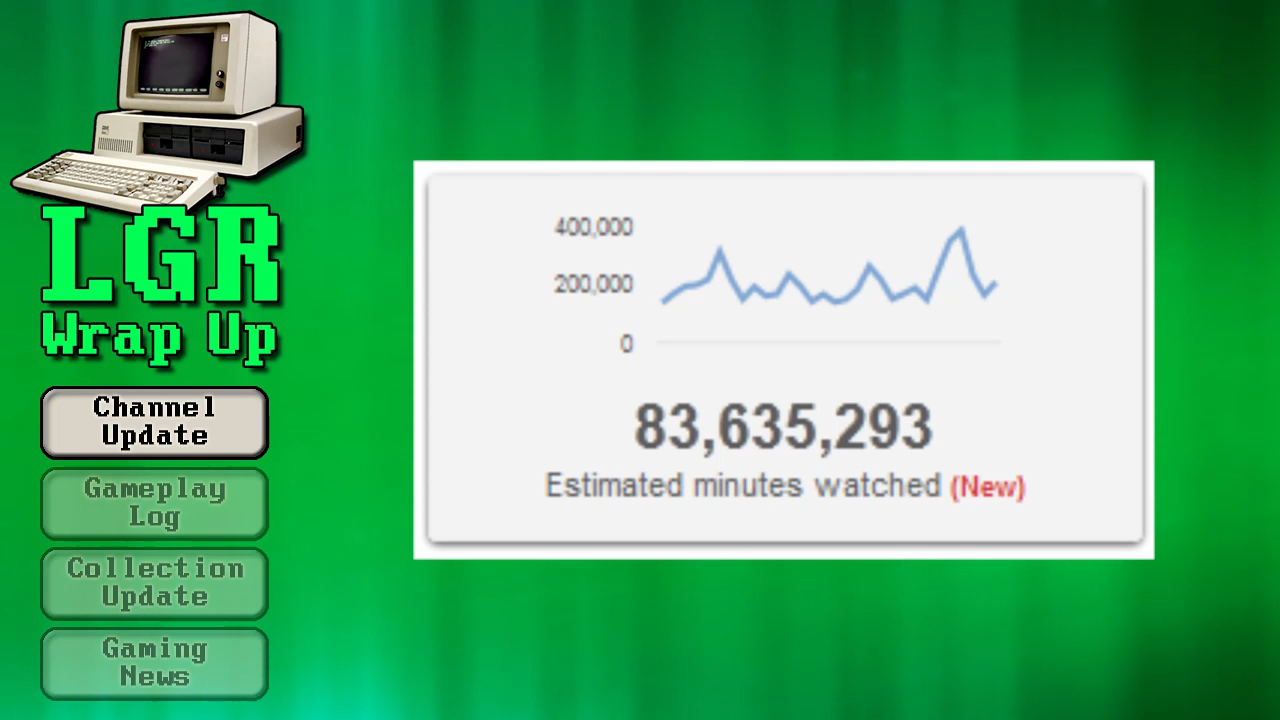 LGR
Wrap Up
Channel
Update
Gameplay
Log
Collection
Update
Gaming
News
400,000
200,000
0
83,635,293
Estimated minutes watched (New)